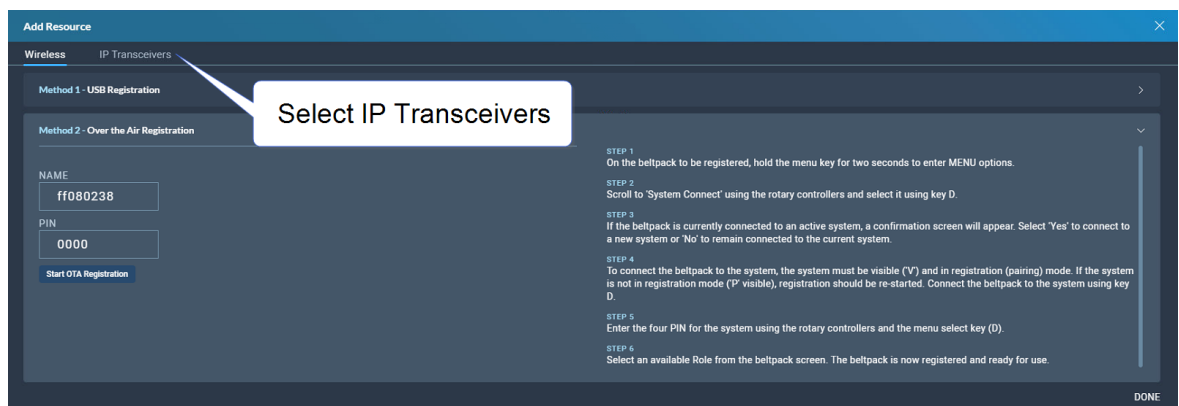 Add Resource
Wireless
IP Transceivers
Method 1 - USB Registration
Select IP Transceivers
Method 2 - Over the Air Registration
NAME
ff080238
PIN
0000
Start OTA Registration
STEP 1
On the beltpack to be registered, hold the menu key for two seconds to enter MENU options.
STEP 2
Scroll to 'System Connect' using the rotary controllers and select it using key D.
STEP 3
If the beltpack is currently connected to an active system, a confirmation screen will appear. Select 'Yes' to connect to
a new system or 'No' to remain connected to the current system.
STEP 4
To connect the beltpack to the system, the system must be visible ('V') and in registration (pairing) mode. If the system
is not in registration mode ('P' visible), registration should be re-started. Connect the beltpack to the system using key
D.
STEP 5
Enter the four PIN for the system using the rotary controllers and the menu select key (D).
STEP 6
Select an available Role from the beltpack screen. The beltpack is now registered and ready for use.
DONE